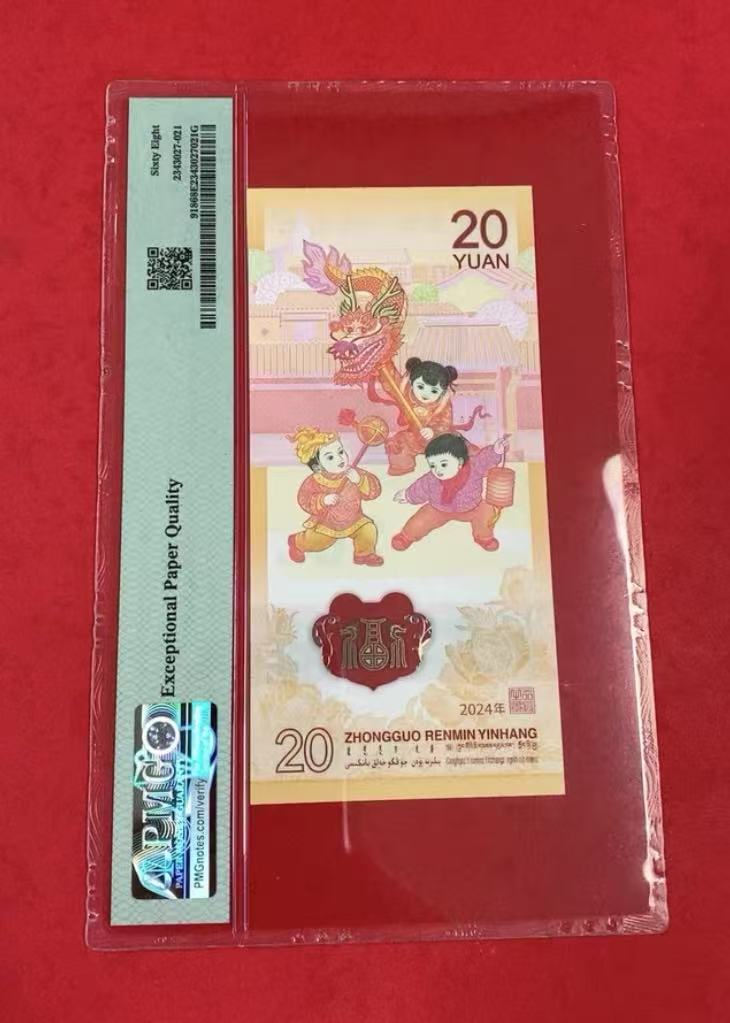 Sixty Eight
2343027-021
91868E2343027021G
Exceptional Paper Quality
PMG
PMGnotes.com/verify
20
YUAN
2024年
20
ZHONGGUO RENMIN YINHANG